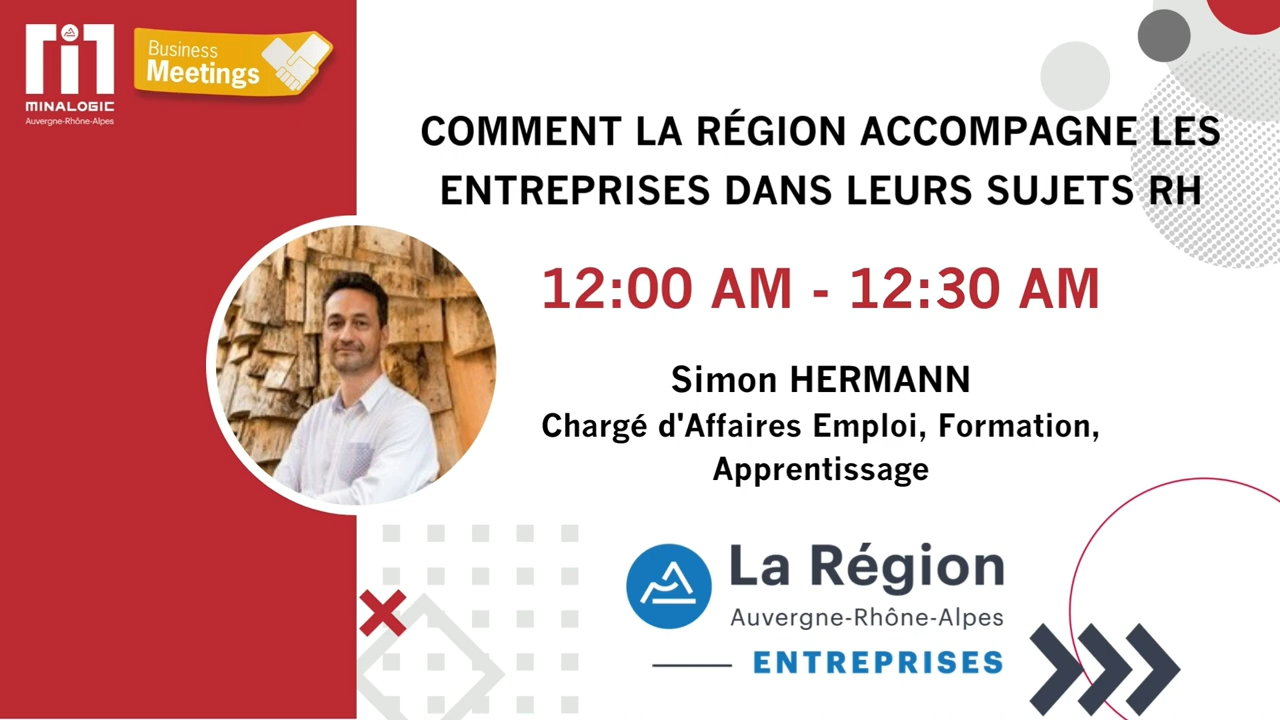 MINALOGIC
Auvergne-Rhône-Alpes
Business
Meetings
COMMENT LA RÉGION ACCOMPAGNE LES
ENTREPRISES DANS LEURS SUJETS RH
12:00 AM - 12:30 AM
Simon HERMANN
Chargé d'Affaires Emploi, Formation,
Apprentissage
La Région
Auvergne-Rhône-Alpes
ENTREPRISES